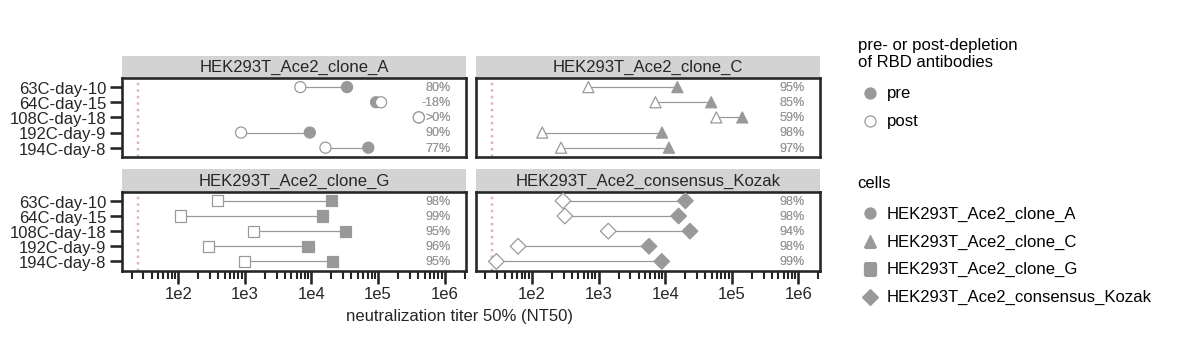 HEK293T_Ace2_clone_A
HEK293T_Ace2_clone_C
63C-day-10
80%
95%
64C-day-15
-18%
85%
108C-day-18
>0%
59%
192C-day-9
90%
98%
194C-day-8
77%
97%
HEK293T_Ace2_clone_G
HEK293T_Ace2_consensus_Kozak
63C-day-10
98%
98%
64C-day-15
99%
98%
108C-day-18
95%
94%
192C-day-9
96%
98%
194C-day-8
95%
99%
1e2 1e3 1e4 1e5 1e6
1e2 1e3 1e4 1e5 1e6
neutralization titer 50% (NT50)
pre- or post-depletion
of RBD antibodies
pre
post
cells
HEK293T_Ace2_clone_A
HEK293T_Ace2_clone_C
HEK293T_Ace2_clone_G
HEK293T_Ace2_consensus_Kozak